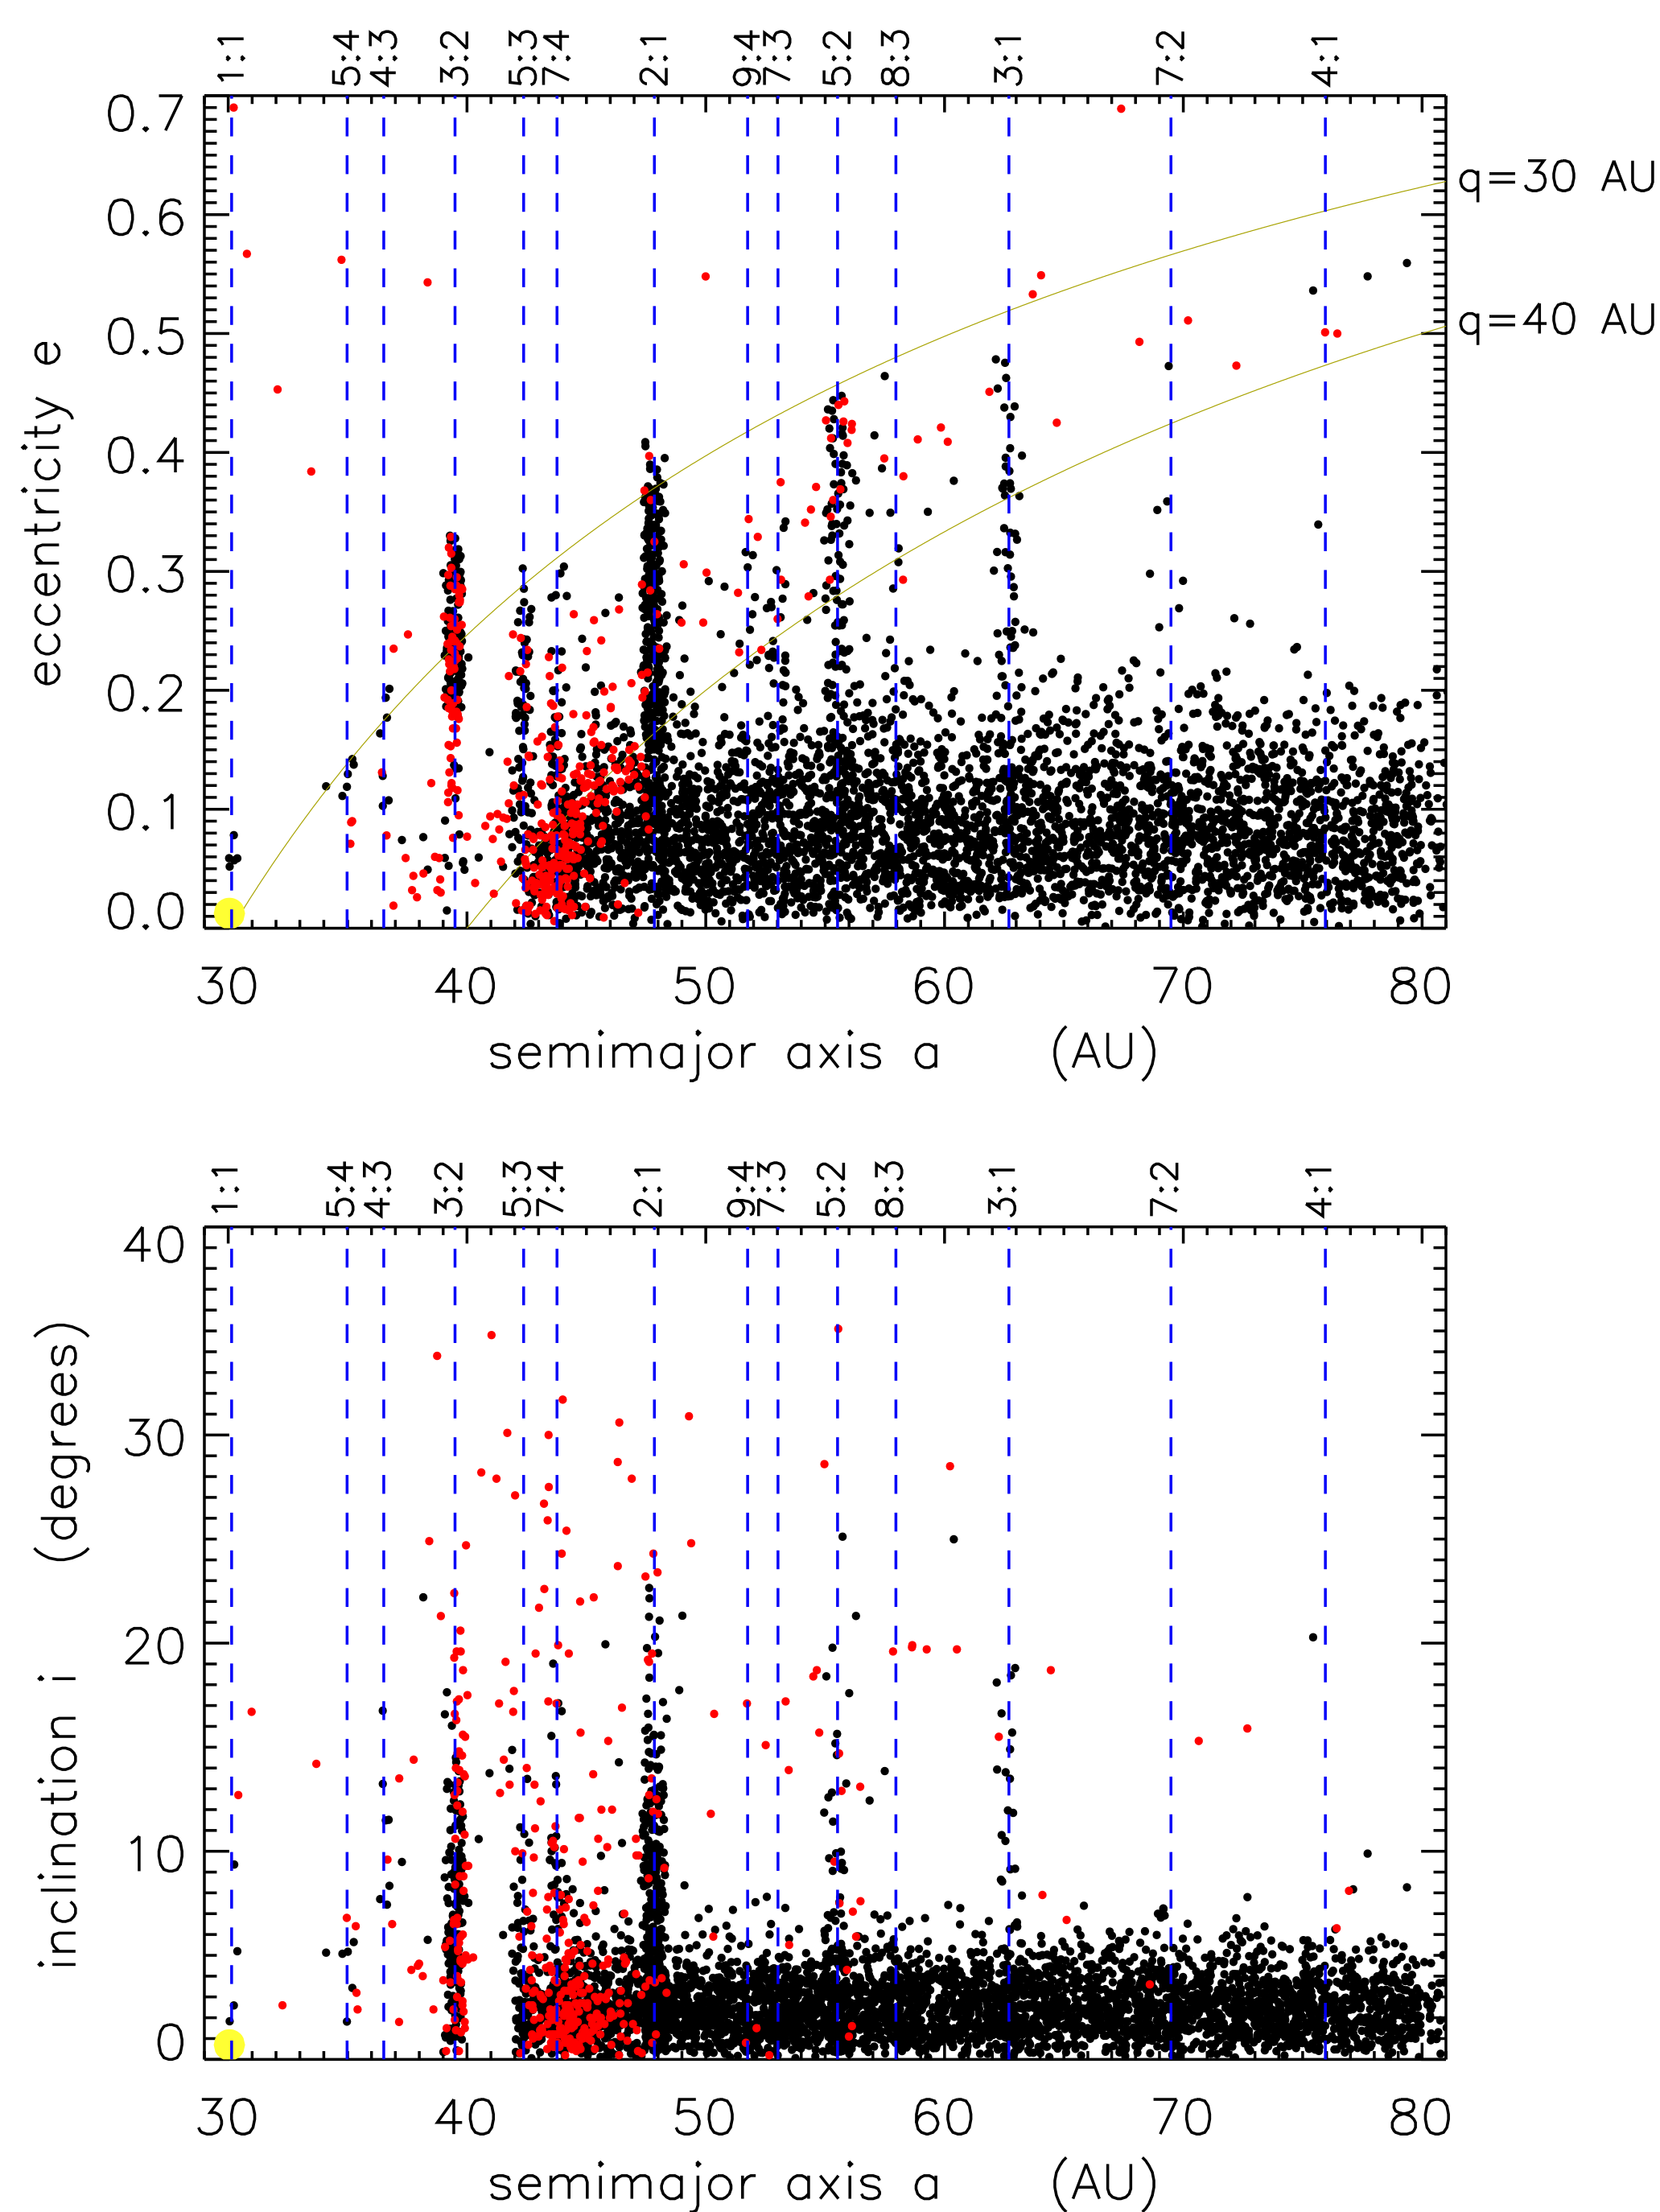 1:1 5:4 4:3 3:2 5:3 7:4 2:1 9:4 7:3 5:2 8:3 3:1 7:2 4:1
0.7
q=30 AU
0.6
0.5
q=40 AU
0.4
0.3
0.2
0.1
0.0
eccentricity e
30 40 50 60 70 80
semimajor axis a (AU)
1:1 5:4 4:3 3:2 5:3 7:4 2:1 9:4 7:3 5:2 8:3 3:1 7:2 4:1
40
30
20
10
0
inclination i (degrees)
30 40 50 60 70 80
semimajor axis a (AU)